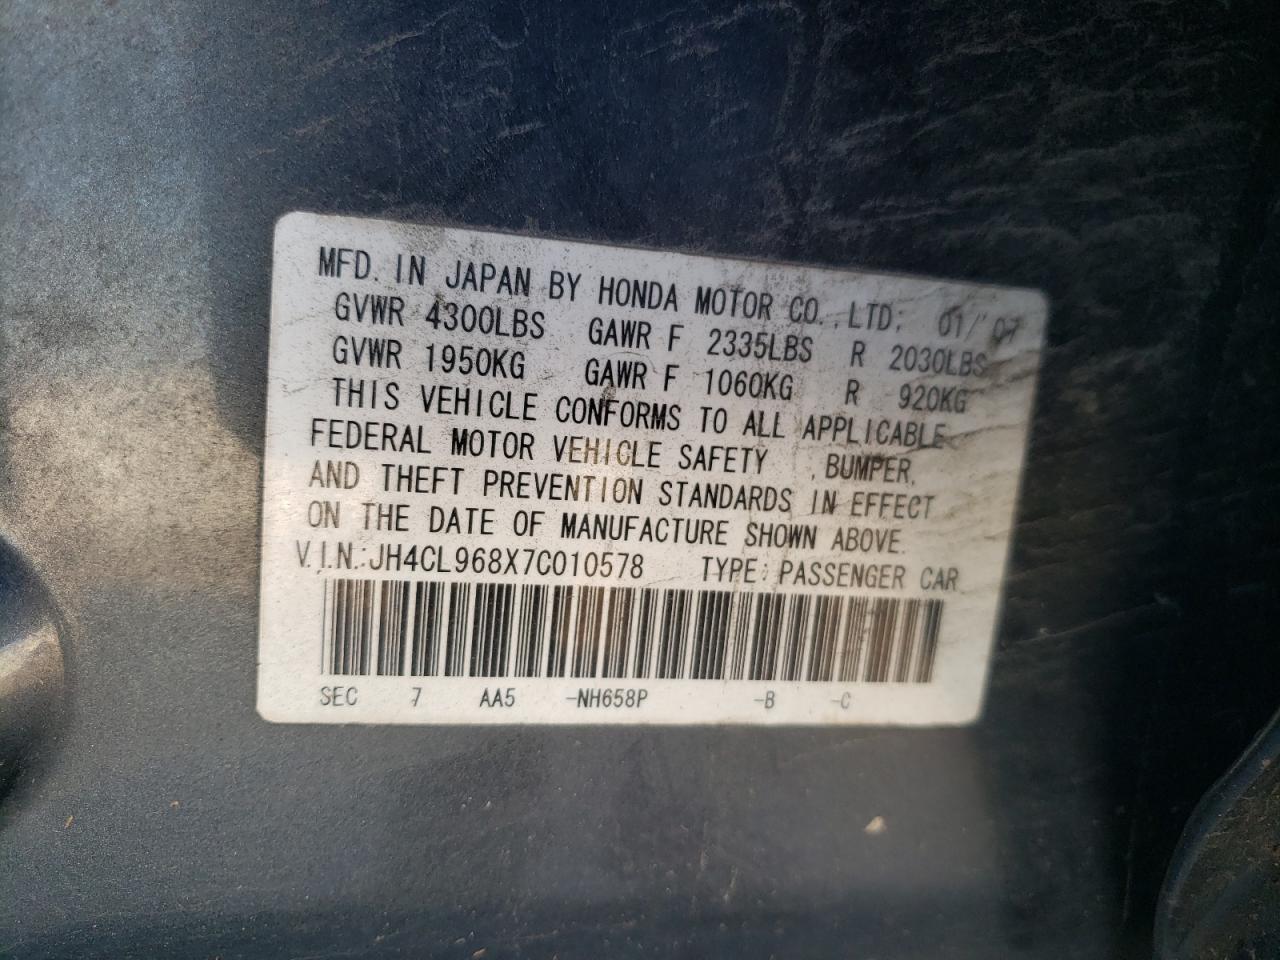 MFD. IN JAPAN BY HONDA MOTOR CO., LTD; 01/'07
GVWR 4300LBS GAWR F 2335LBS R 2030LBS
GVWR 1950KG GAWR F 1060KG R 920KG
THIS VEHICLE CONFORMS TO ALL APPLICABLE
FEDERAL MOTOR VEHICLE SAFETY , BUMPER,
AND THEFT PREVENTION STANDARDS IN EFFECT
ON THE DATE OF MANUFACTURE SHOWN ABOVE.
V.I.N.: JH4CL968X7C010578 TYPE: PASSENGER CAR
SEC 7 AA5 -NH658P -B -C